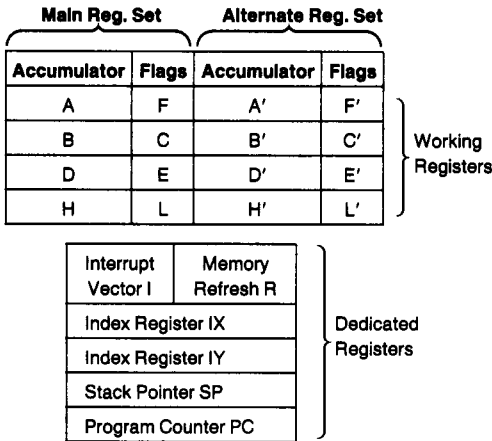 Main Reg. Set Alternate Reg. Set
Accumulator Flags Accumulator Flags
A F A′ F′
B C B′ C′
D E D′ E′
H L H′ L′
Working
Registers
Interrupt Memory
Vector I Refresh R
Index Register IX
Index Register IY
Stack Pointer SP
Program Counter PC
Dedicated
Registers